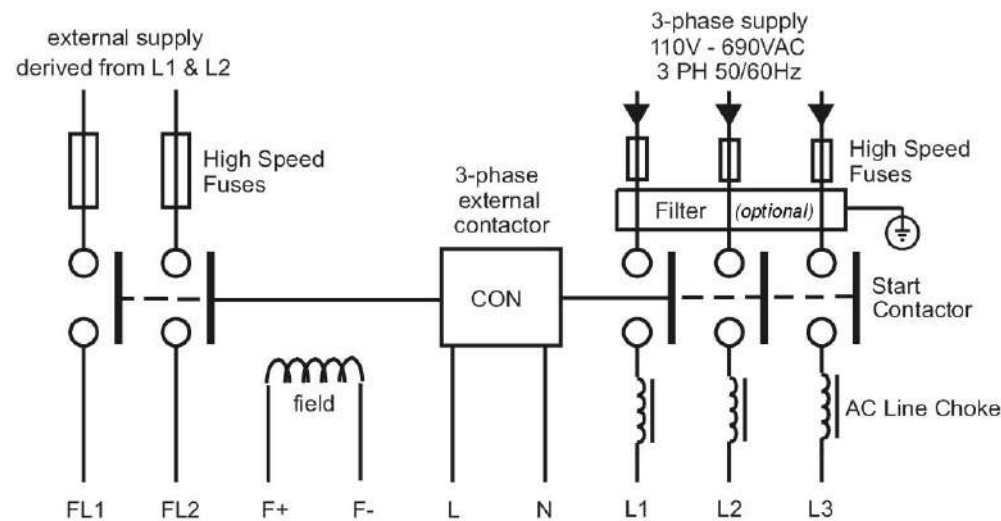 external supply
derived from L1 & L2
3-phase supply
110V - 690VAC
3 PH 50/60Hz
High Speed
Fuses
3-phase
external
contactor
High Speed
Fuses
Filter (optional)
CON
Start
Contactor
field
AC Line Choke
FL1 FL2 F+ F- L N L1 L2 L3